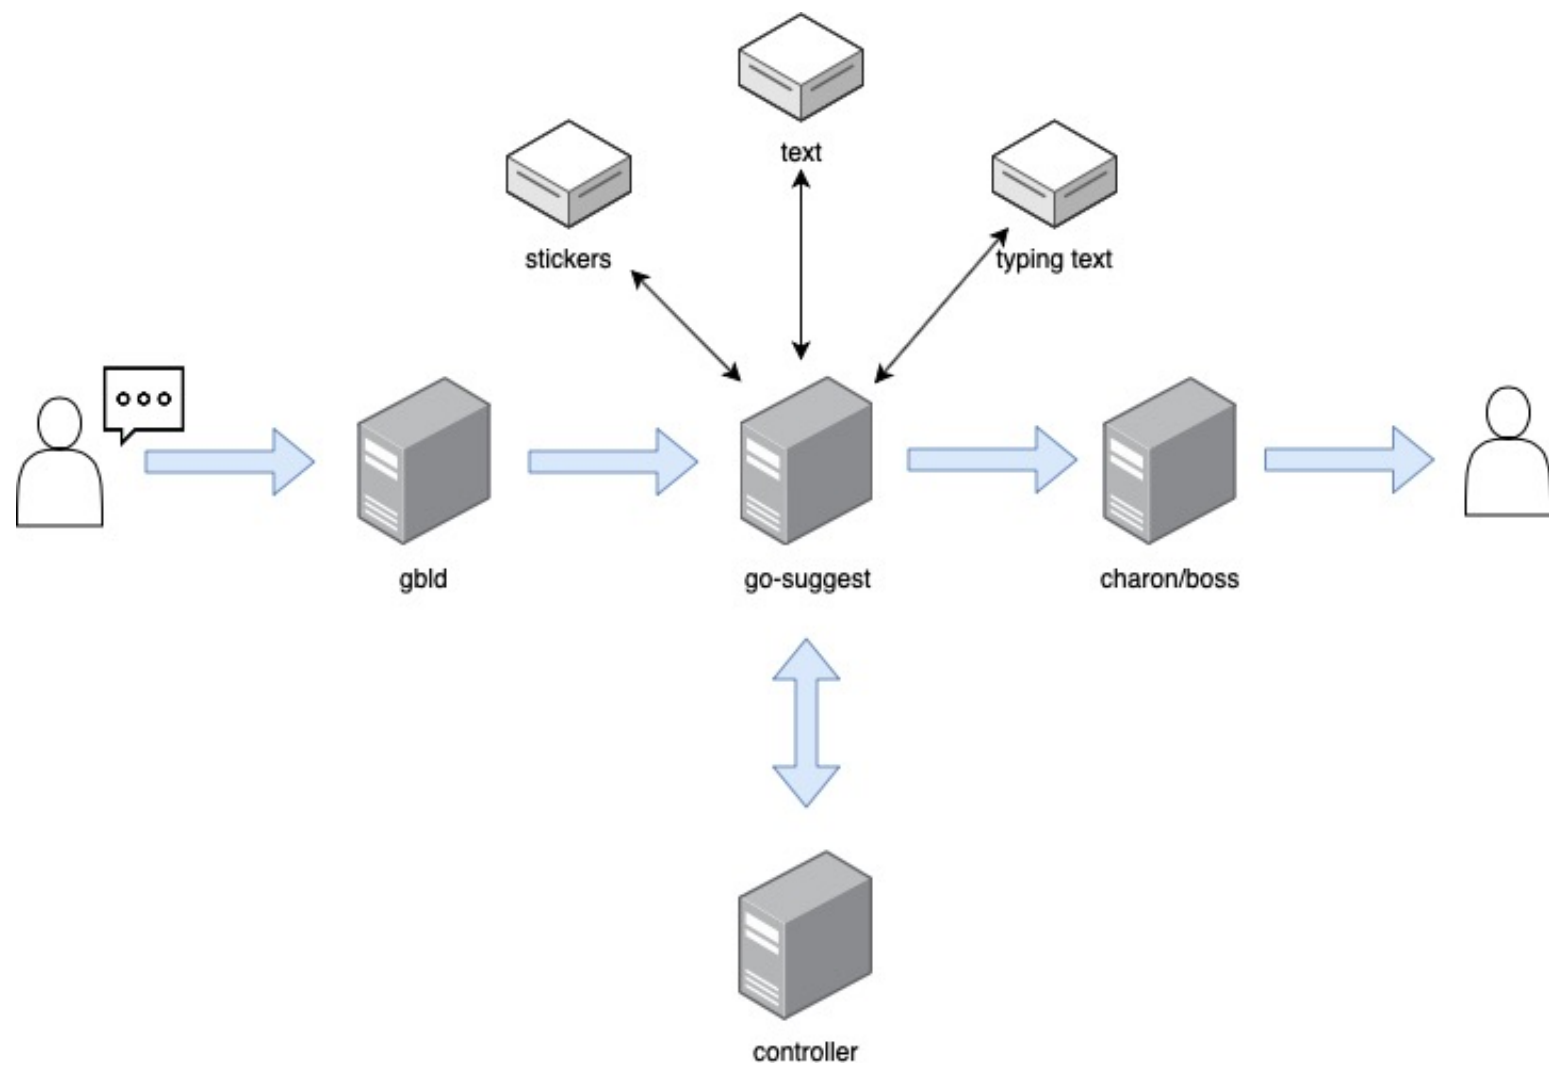 text
stickers
typing text
gbld
go-suggest
charon/boss
controller